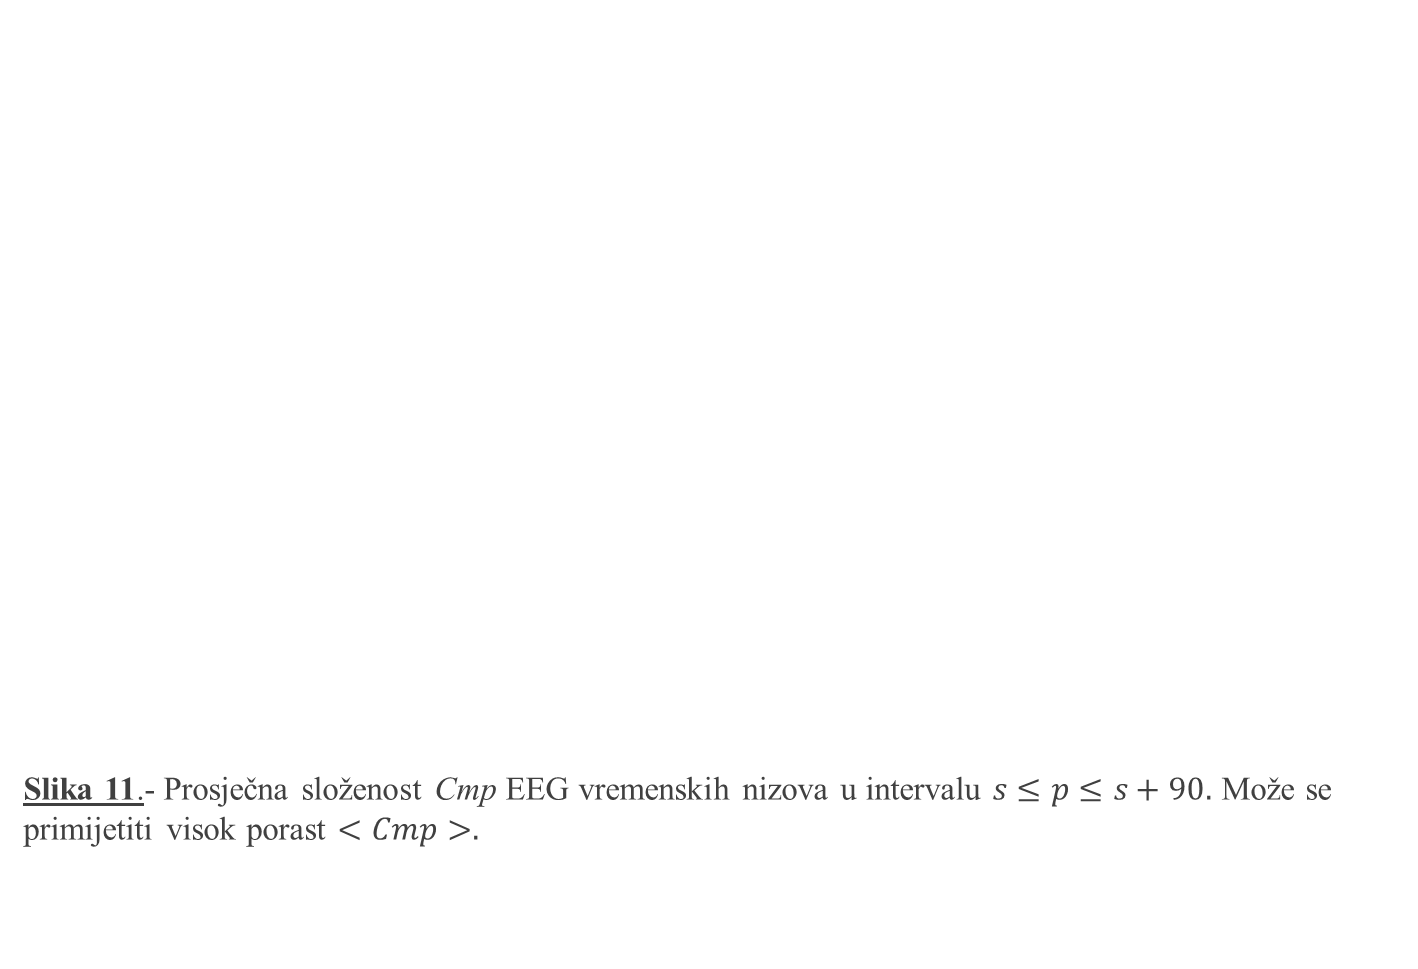 Slika 11.- Prosječna složenost Cmp EEG vremenskih nizova u intervalu s ≤ p ≤ s + 90. Može se
primijetiti visok porast < Cmp >.